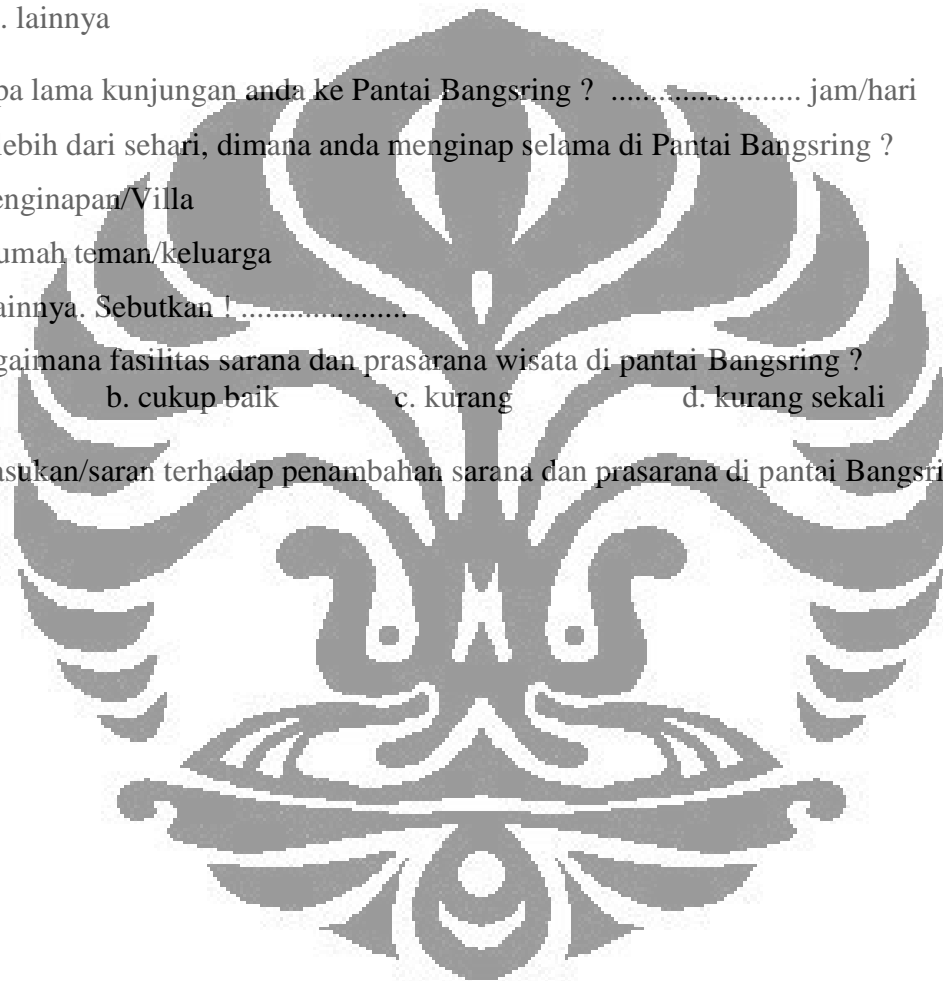 . lainnya
pa lama kunjungan anda ke Pantai Bangsring ? ........................ jam/hari
lebih dari sehari, dimana anda menginap selama di Pantai Bangsring ?
enginapan/Villa
umah teman/keluarga
ainnya. Sebutkan ! .....................
gaimana fasilitas sarana dan prasarana wisata di pantai Bangsring ?
b. cukup baik c. kurang d. kurang sekali
asukan/saran terhadap penambahan sarana dan prasarana di pantai Bangsri